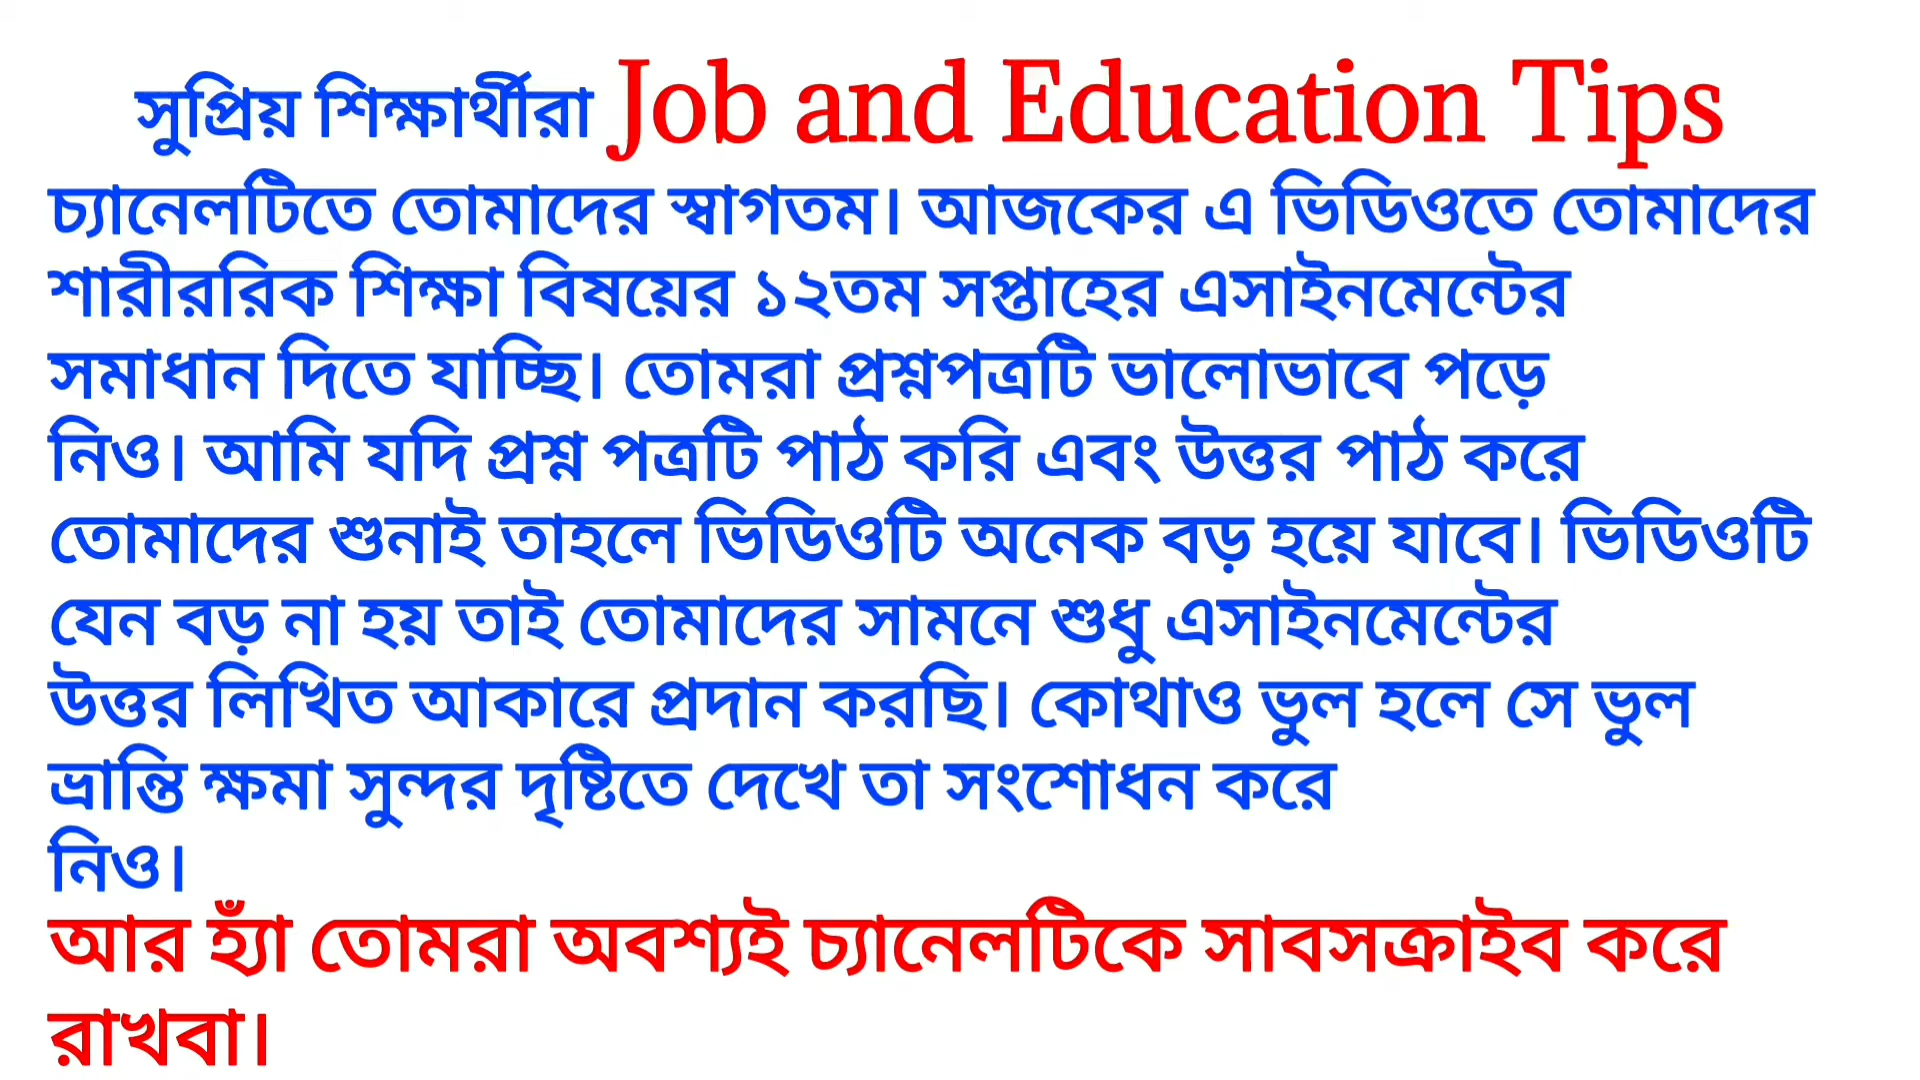 সুপ্রিয় শিক্ষার্থীরা Job and Education Tips
চ্যানেলটিতে তোমাদের স্বাগতম। আজকের এ ভিডিওতে তোমাদের
শারীররিক শিক্ষা বিষয়ের ১২তম সপ্তাহের এসাইনমেন্টের
সমাধান দিতে যাচ্ছি। তোমরা প্রশ্নপত্রটি ভালোভাবে পড়ে
নিও। আমি যদি প্রশ্ন পত্রটি পাঠ করি এবং উত্তর পাঠ করে
তোমাদের শুনাই তাহলে ভিডিওটি অনেক বড় হয়ে যাবে। ভিডিওটি
যেন বড় না হয় তাই তোমাদের সামনে শুধু এসাইনমেন্টের
উত্তর লিখিত আকারে প্রদান করছি। কোথাও ভুল হলে সে ভুল
ভ্রান্তি ক্ষমা সুন্দর দৃষ্টিতে দেখে তা সংশোধন করে
নিও।
আর হ্যাঁ তোমরা অবশ্যই চ্যানেলটিকে সাবসক্রাইব করে
রাখবা।